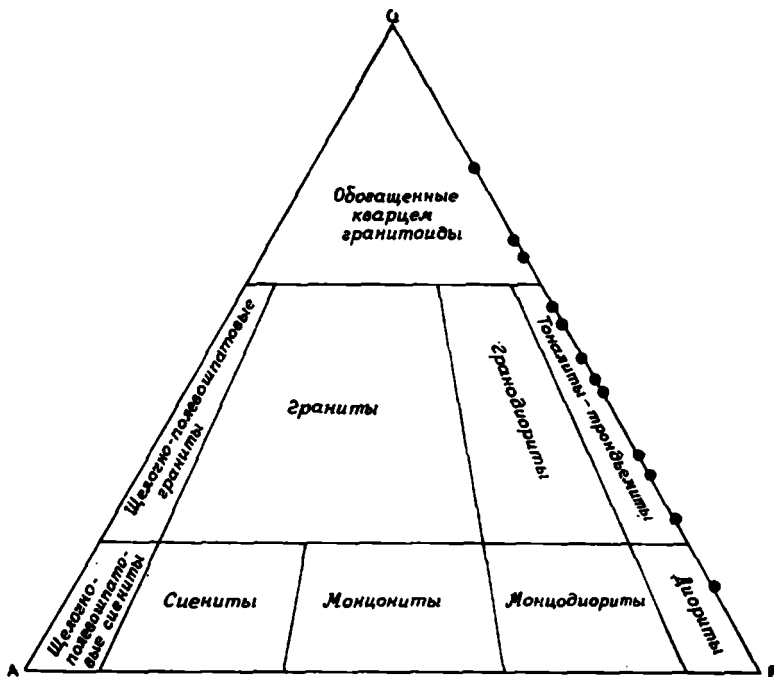 Q
Обогащенные
кварцем
гранитоиды
Щелочно-полевошпатовые
граниты
Граниты
Гранодиориты
Тоналиты-трондьемиты
Щелочно-
полевошпато-
вые сиениты
Сиениты
Монцониты
Монцодиориты
Диориты
A
P